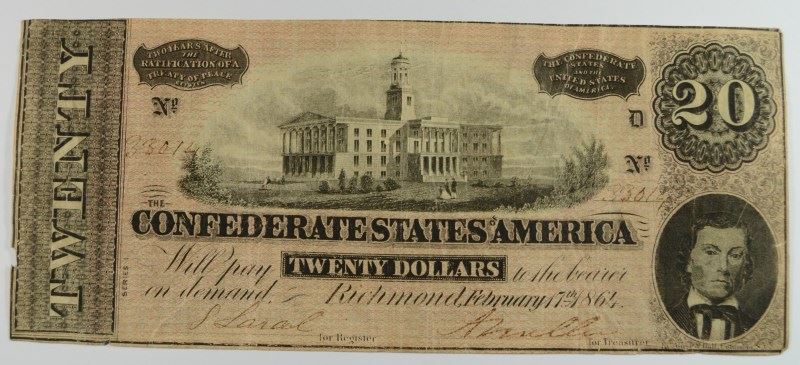 TWENTY
TWO YEARS AFTER
THE
RATIFICATION OF A
TREATY OF PEACE
BETWEEN
THE CONFEDERATE
STATES
AND THE
UNITED STATES
OF AMERICA.
20
No
D
No
THE
CONFEDERATE STATES OF AMERICA
Will pay TWENTY DOLLARS to the bearer
on demand. Richmond, February 17th 1864.
SERIES
for Register
for Treasurer